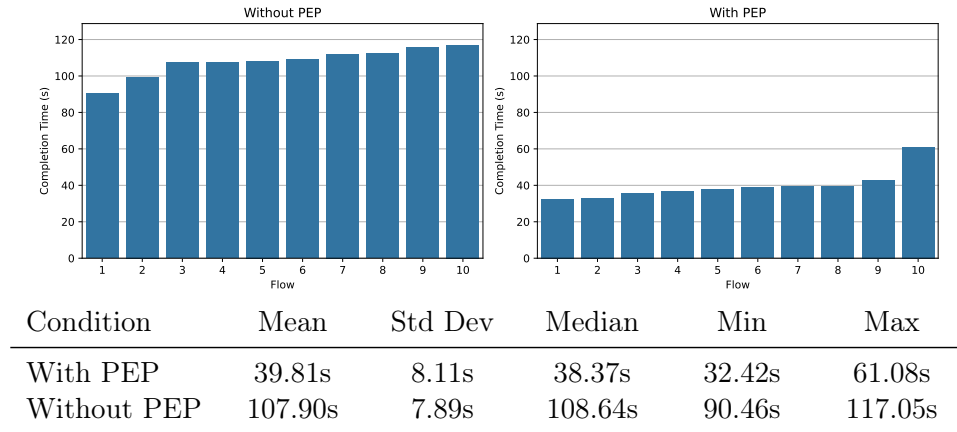 Without PEP
Completion Time (s)
120
100
80
60
40
20
0
1 2 3 4 5 6 7 8 9 10
Flow
With PEP
Completion Time (s)
120
100
80
60
40
20
0
1 2 3 4 5 6 7 8 9 10
Flow
Condition Mean Std Dev Median Min Max
With PEP 39.81s 8.11s 38.37s 32.42s 61.08s
Without PEP 107.90s 7.89s 108.64s 90.46s 117.05s